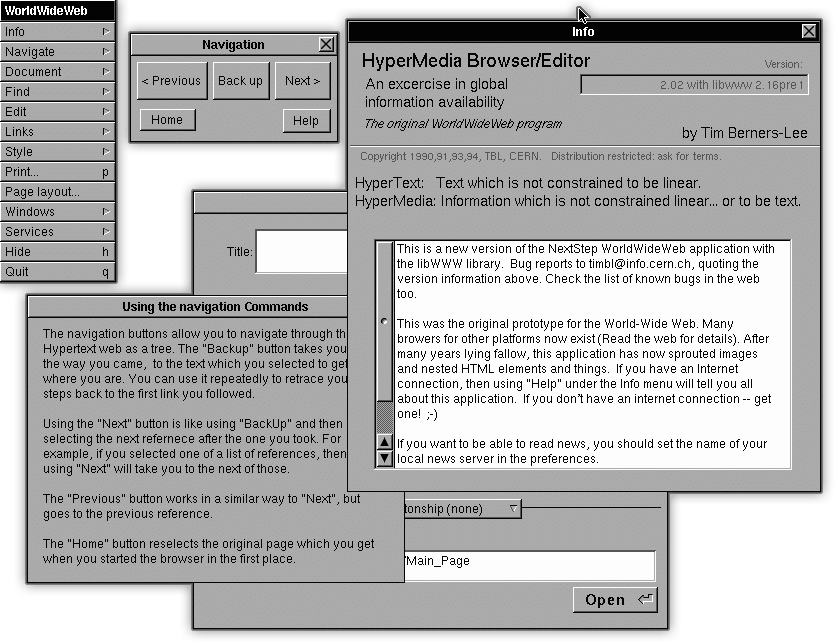 WorldWideWeb
Info
Navigate
Document
Find
Edit
Links
Style
Print... p
Page layout...
Windows
Services
Hide h
Quit q
Navigation
< Previous
Back up
Next >
Home
Help
Info
HyperMedia Browser/Editor
Version:
An excercise in global
information availability
2.02 with libwww 2.16pre1
The original WorldWideWeb program
by Tim Berners-Lee
Copyright 1990,91,93,94, TBL, CERN. Distribution restricted: ask for terms.
HyperText: Text which is not constrained to be linear.
HyperMedia: Information which is not constrained linear... or to be text.
This is a new version of the NextStep WorldWideWeb application with
the libWWW library. Bug reports to timbl@info.cern.ch, quoting the
version information above. Check the list of known bugs in the web
too.
This was the original prototype for the World-Wide Web. Many
browers for other platforms now exist (Read the web for details). After
many years lying fallow, this application has now sprouted images
and nested HTML elements and things. If you have an Internet
connection, then using "Help" under the Info menu will tell you all
about this application. If you don't have an internet connection -- get
one! ;-)
If you want to be able to read news, you should set the name of your
local news server in the preferences.
Title:
Using the navigation Commands
The navigation buttons allow you to navigate through th
Hypertext web as a tree. The "Backup" button takes you
the way you came, to the text which you selected to get
where you are. You can use it repeatedly to retrace you
steps back to the first link you followed.
Using the "Next" button is like using "BackUp" and then
selecting the next refernece after the one you took. For
example, if you selected one of a list of references, then
using "Next" will take you to the next of those.
The "Previous" button works in a similar way to "Next", but
goes to the previous reference.
The "Home" button reselects the original page which you get
when you started the browser in the first place.
tonship (none)
/Main_Page
Open